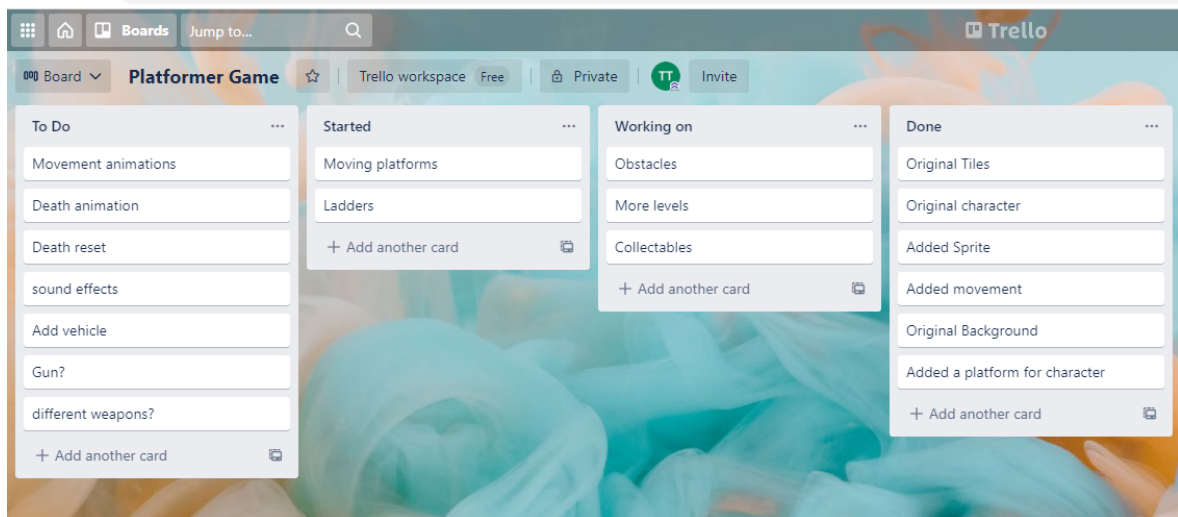 Boards
Jump to...
Trello
Board
Platformer Game
Trello workspace Free
Private
TT
Invite
To Do
Movement animations
Death animation
Death reset
sound effects
Add vehicle
Gun?
different weapons?
+ Add another card
Started
Moving platforms
Ladders
+ Add another card
Working on
Obstacles
More levels
Collectables
+ Add another card
Done
Original Tiles
Original character
Added Sprite
Added movement
Original Background
Added a platform for character
+ Add another card